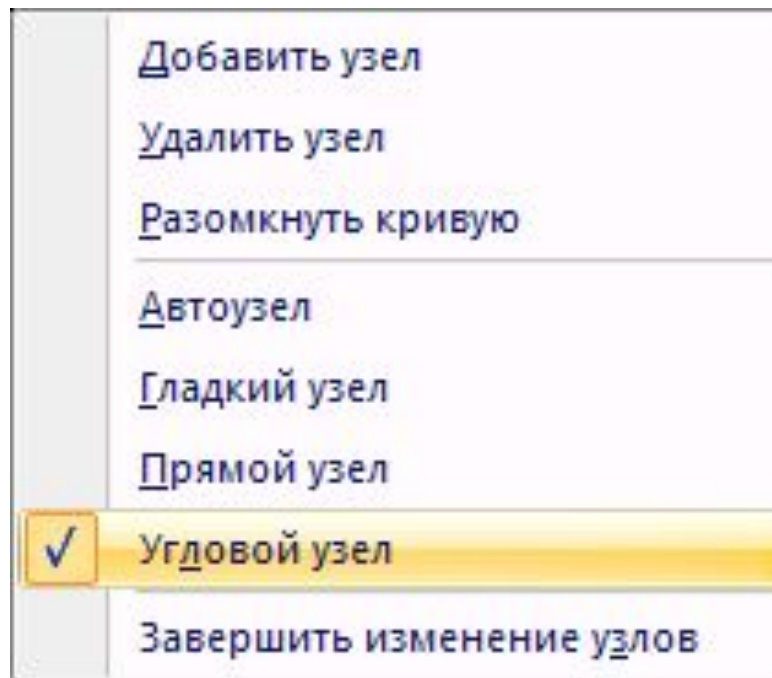 Добавить узел
Удалить узел
Разомкнуть кривую
Автоузел
Гладкий узел
Прямой узел
Угловой узел
Завершить изменение узлов